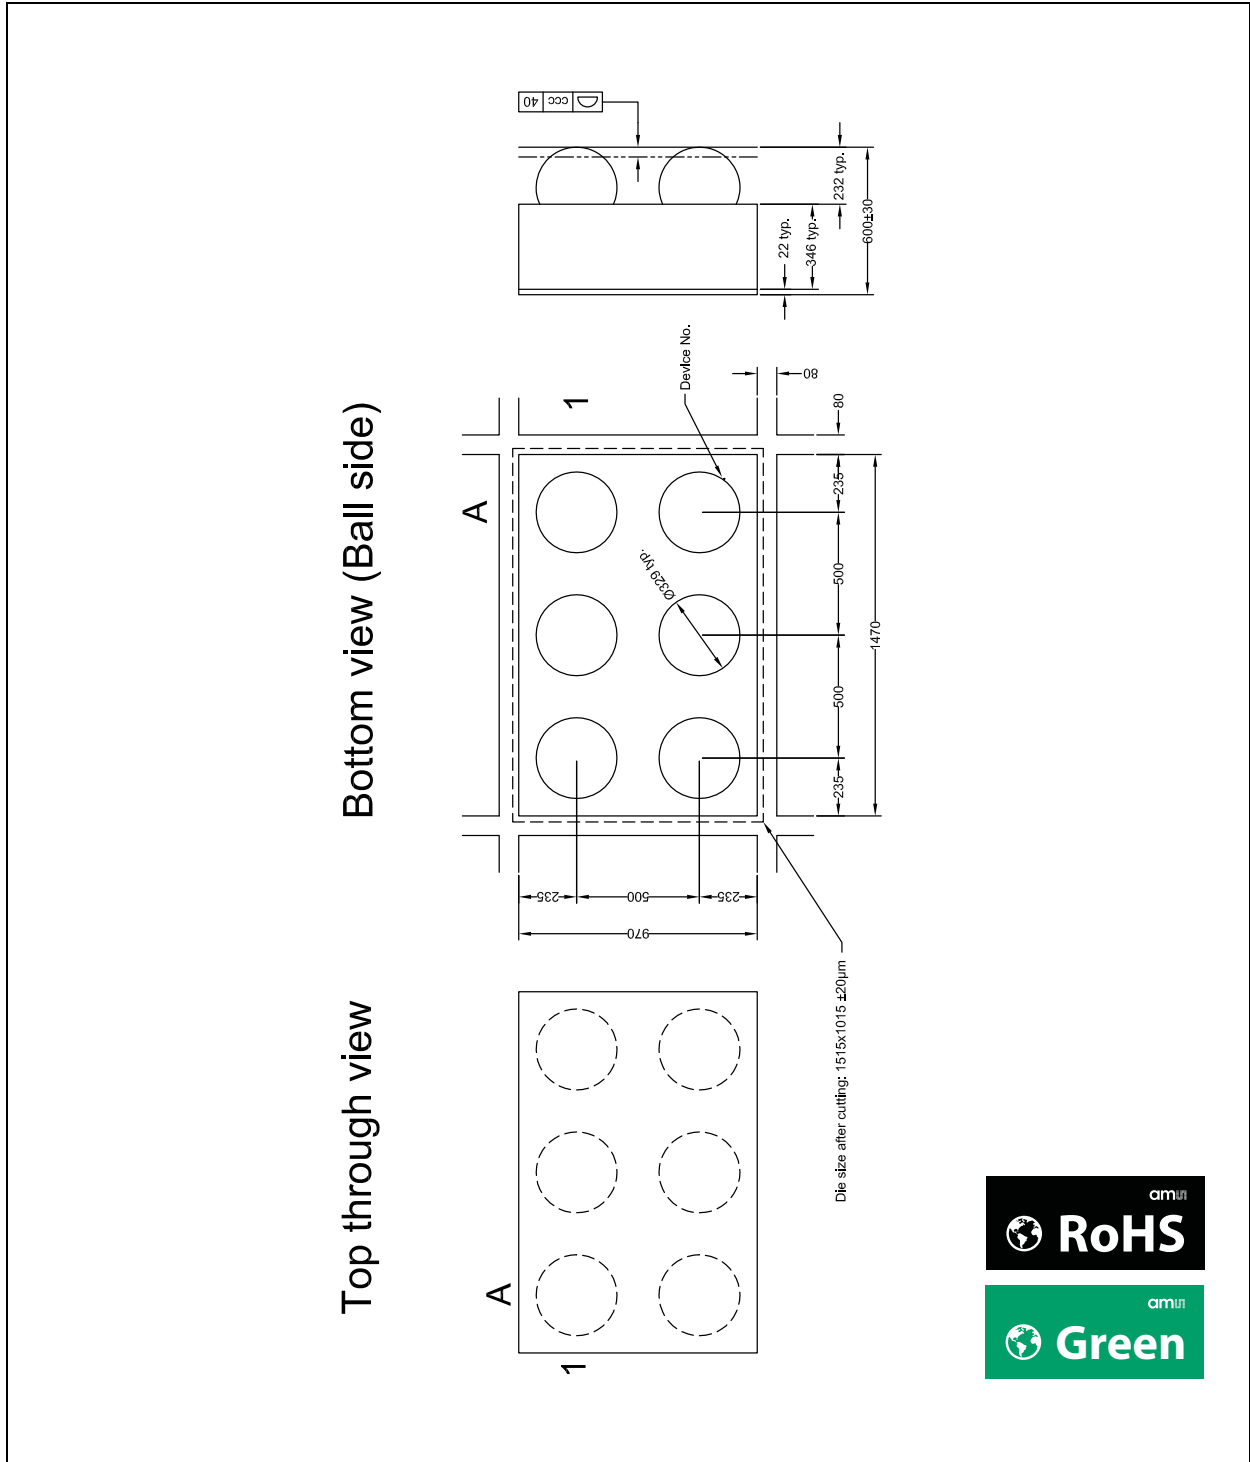 40 ccc
232 typ.
600±30
346 typ.
22 typ.
Bottom view (Ball side)
Device No.
1
A
80
80
235
500
500
235
1470
Ø329 typ.
235
500
235
970
Die size after cutting: 1515x1015 ±20µm
Top through view
A
1
am
RoHS
am
Green